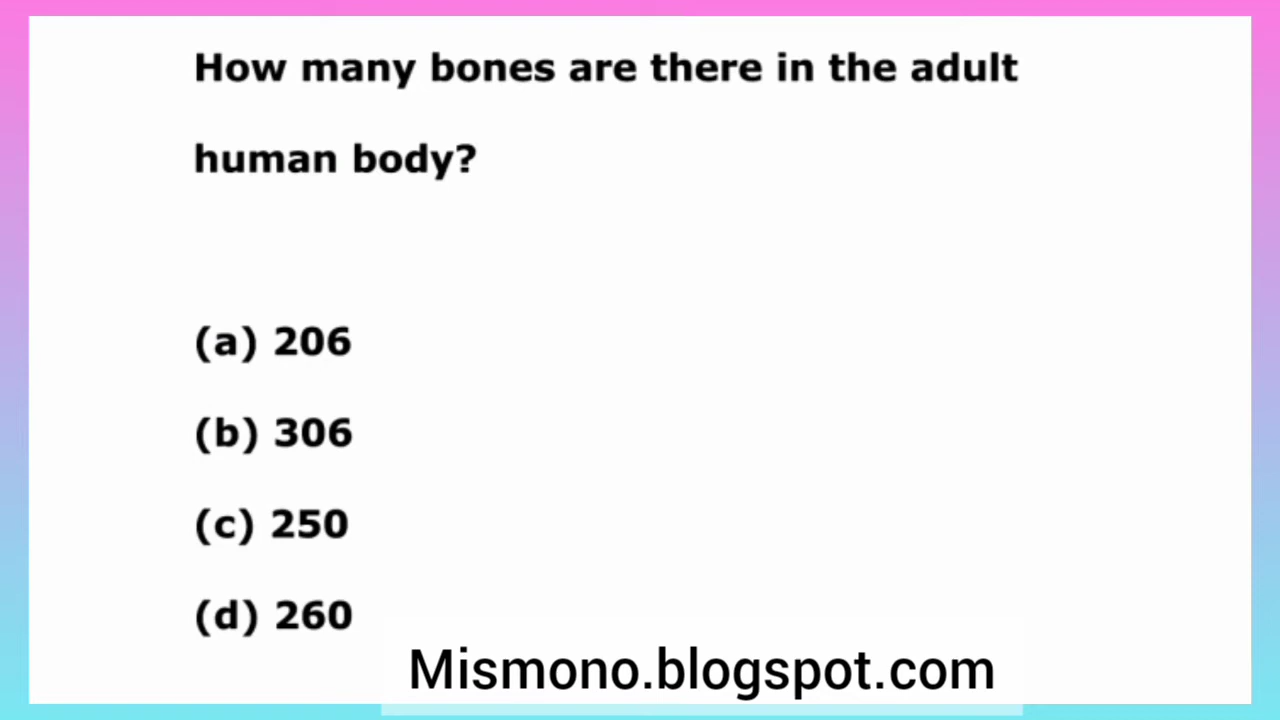 How many bones are there in the adult
human body?
(a) 206
(b) 306
(c) 250
(d) 260
Mismono.blogspot.com